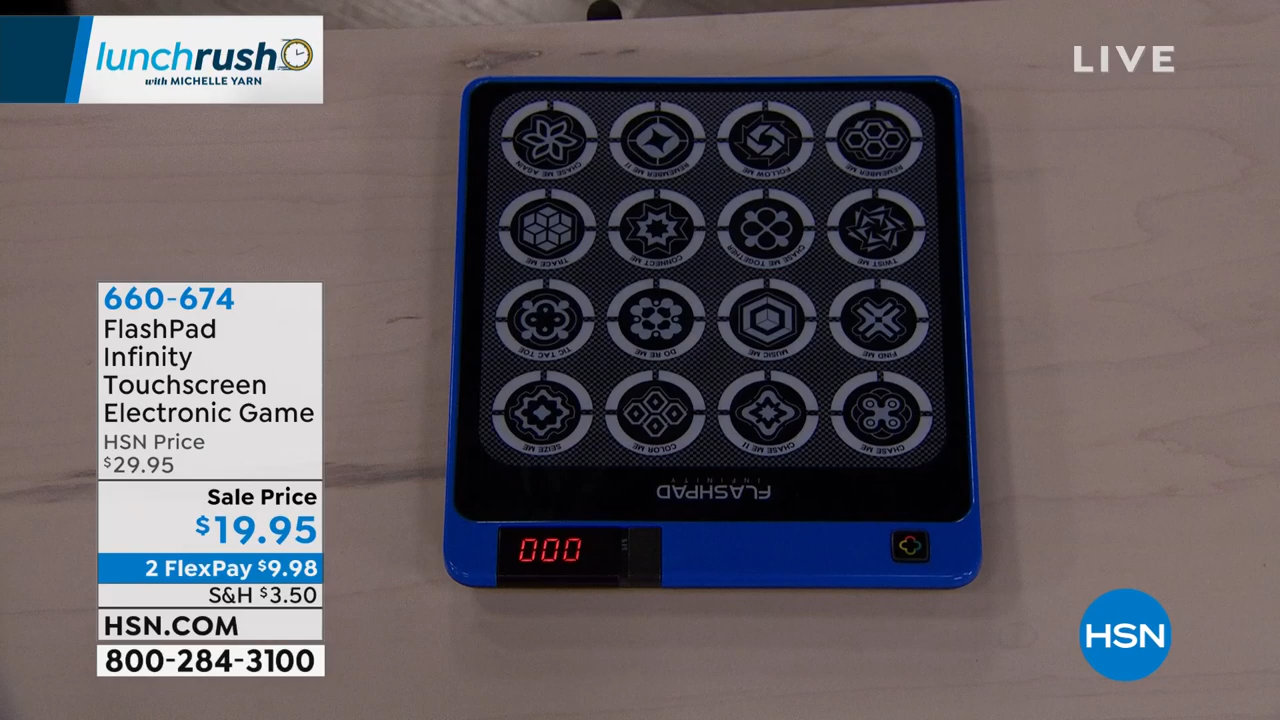 lunchrush
with MICHELLE YARN
LIVE
660-674
FlashPad
Infinity
Touchscreen
Electronic Game
HSN Price
$29.95
Sale Price
$19.95
2 FlexPay $9.98
S&H $3.50
HSN.COM
800-284-3100
CHASE ME AGAIN
REMEMBER ME II
FOLLOW ME
REMEMBER ME
TRACE ME
CONNECT ME
CHASE ME TOGETHER
TWIST ME
TIC TAC TOE
DO RE ME
MUSIC ME
FIND ME
SEIZE ME
COLOR ME
CHASE ME II
CHASE ME
FLASHPAD
INFINITY
000
HSN